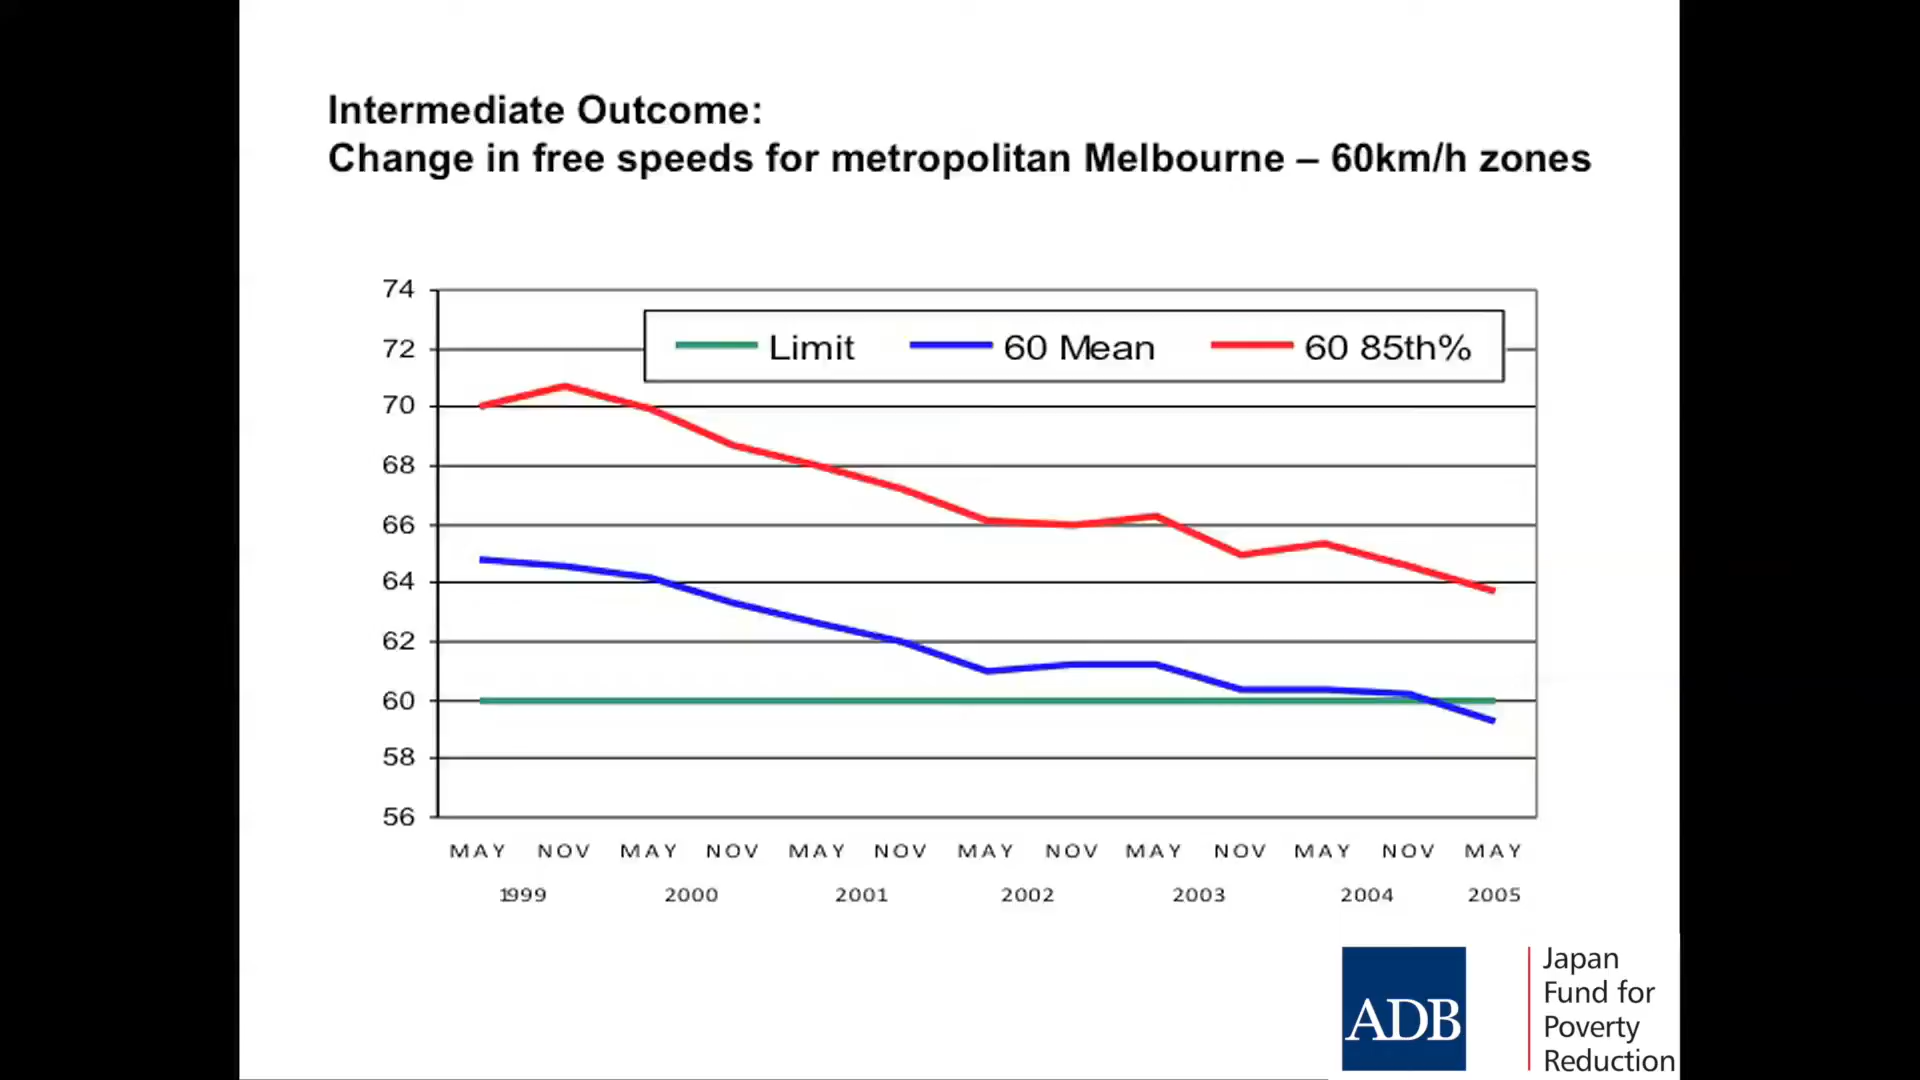 Intermediate Outcome:
Change in free speeds for metropolitan Melbourne – 60km/h zones
Limit 60 Mean 60 85th%
74
72
70
68
66
64
62
60
58
56
MAY NOV MAY NOV MAY NOV MAY NOV MAY NOV MAY NOV MAY
1999 2000 2001 2002 2003 2004 2005
ADB
Japan
Fund for
Poverty
Reduction